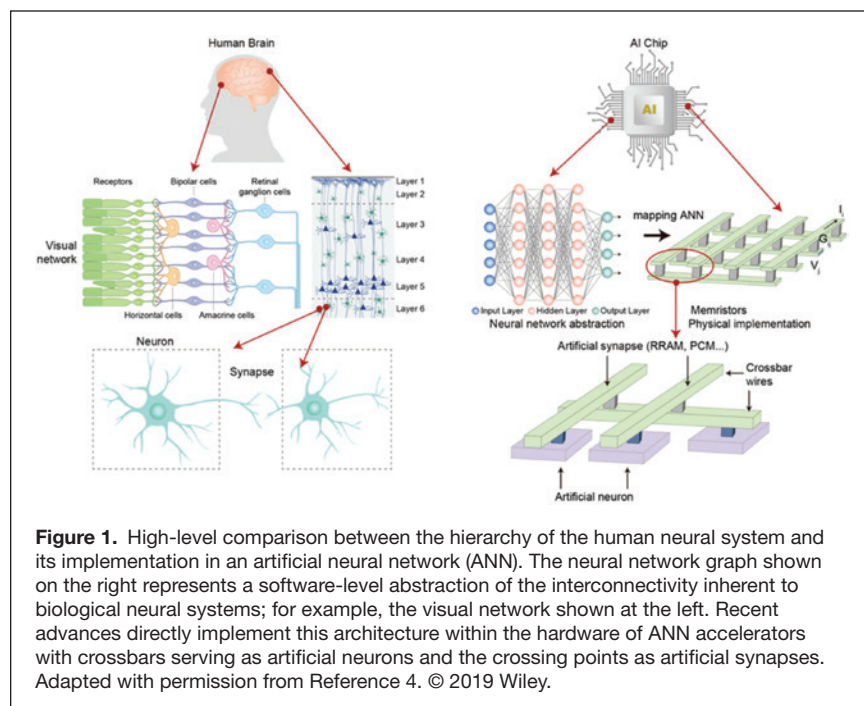 Human Brain
AI Chip
AI
Receptors
Bipolar cells
Retinal
ganglion cells
Visual
network
Horizontal cells
Amacrine cells
Layer 1
Layer 2
Layer 3
Layer 4
Layer 5
Layer 6
Neuron
Synapse
mapping ANN
Input Layer
Hidden Layer
Output Layer
Neural network abstraction
Memristors
Physical implementation
Artificial synapse (RRAM, PCM...)
Crossbar
wires
Artificial neuron
Figure 1. High-level comparison between the hierarchy of the human neural system and
its implementation in an artificial neural network (ANN). The neural network graph shown
on the right represents a software-level abstraction of the interconnectivity inherent to
biological neural systems; for example, the visual network shown at the left. Recent
advances directly implement this architecture within the hardware of ANN accelerators
with crossbars serving as artificial neurons and the crossing points as artificial synapses.
Adapted with permission from Reference 4. © 2019 Wiley.